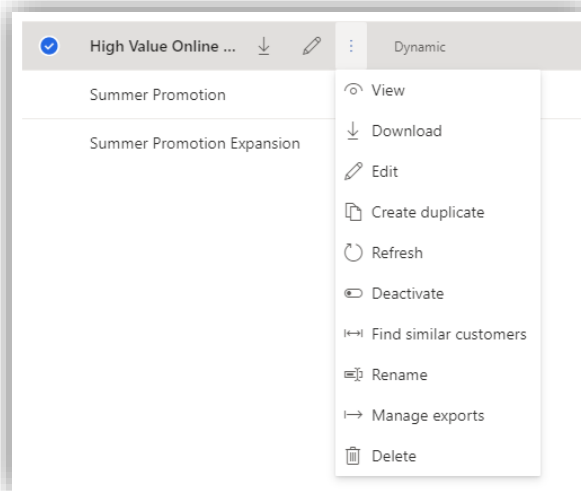 High Value Online ... Dynamic
Summer Promotion
Summer Promotion Expansion
View
Download
Edit
Create duplicate
Refresh
Deactivate
Find similar customers
Rename
Manage exports
Delete